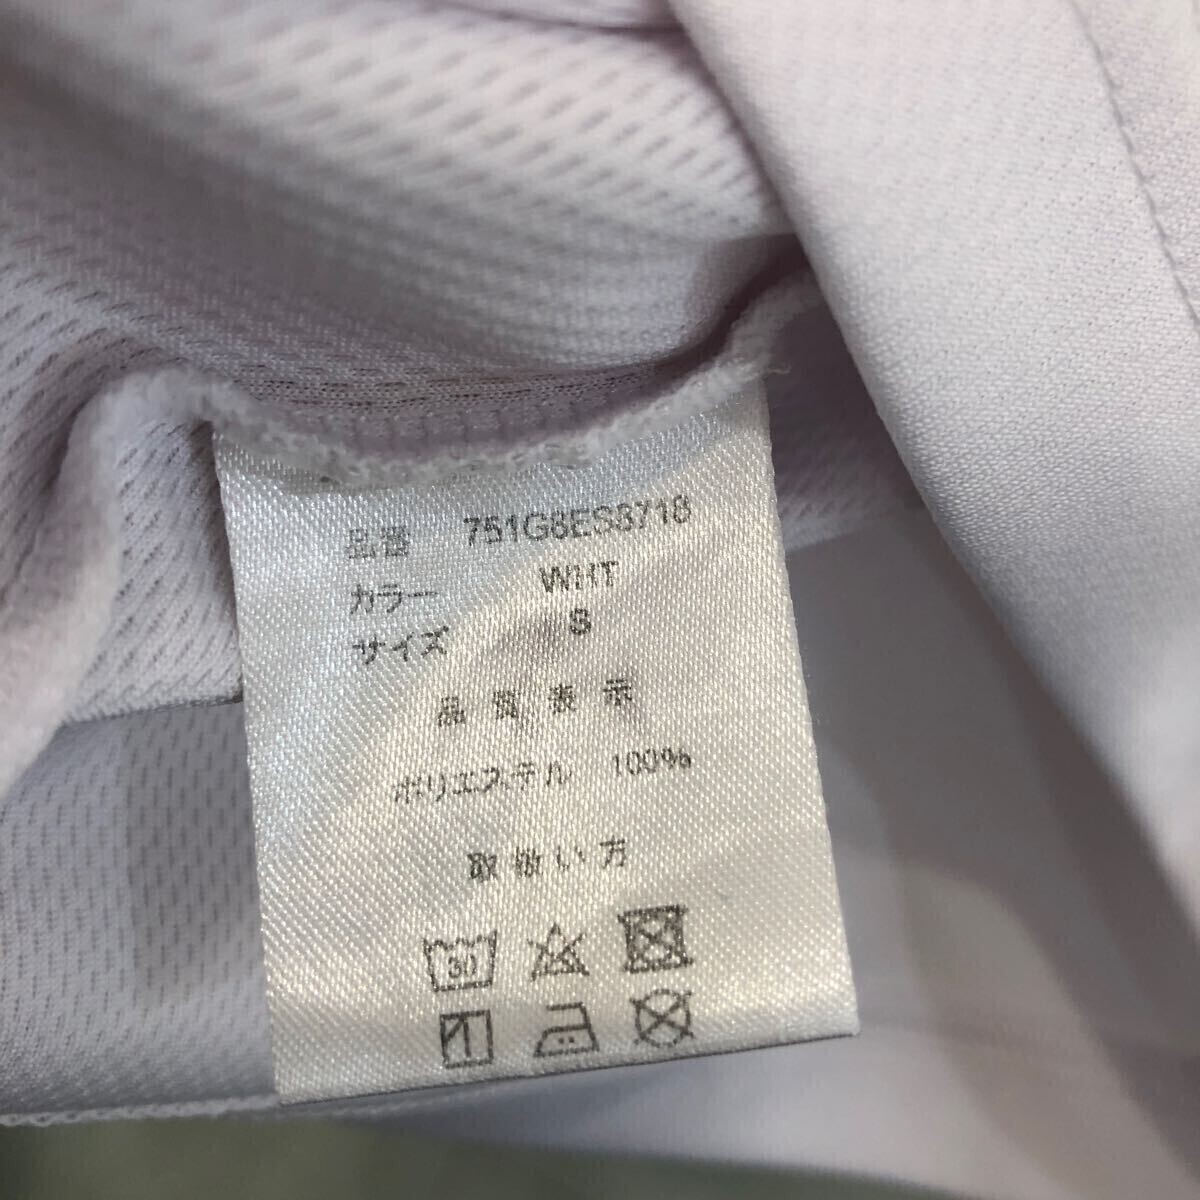 品番 751G8ES8718
カラー WHT
サイズ S
品質表示
ポリエステル 100%
取扱い方
30